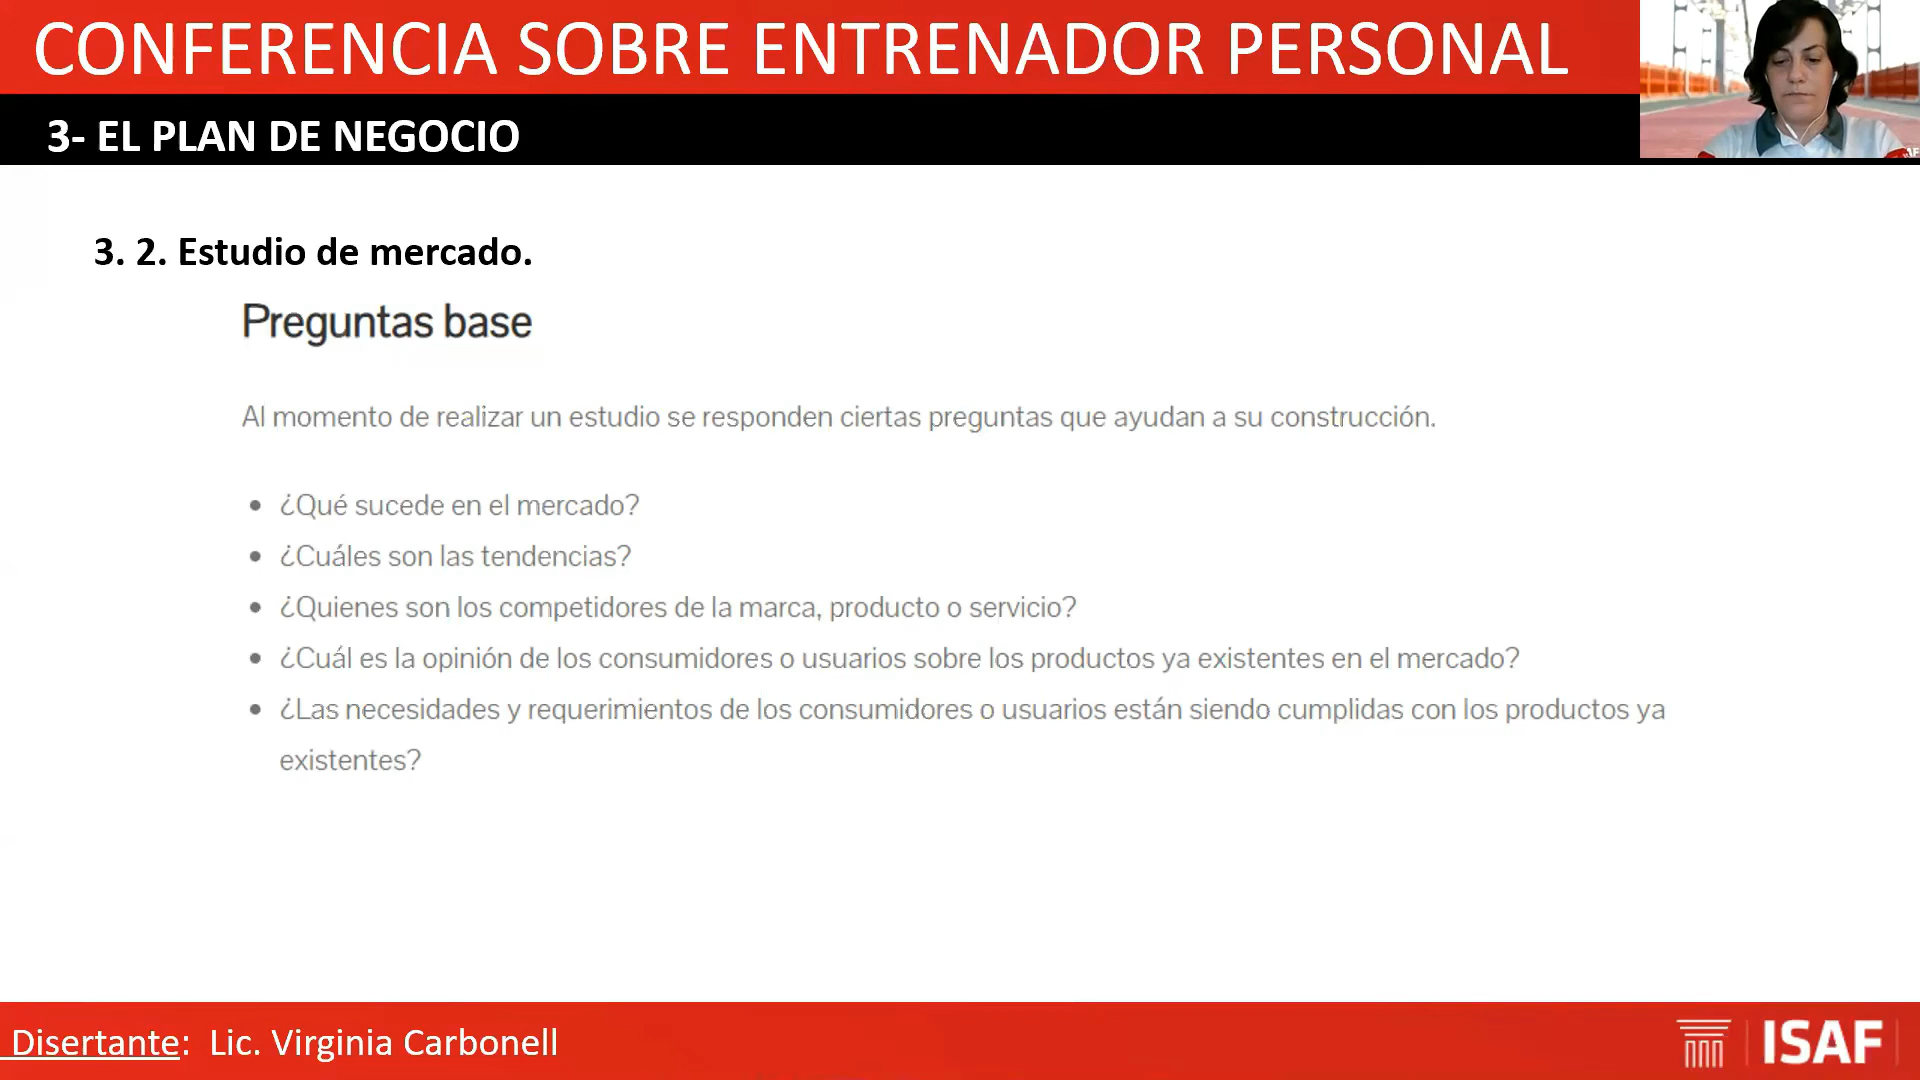 CONFERENCIA SOBRE ENTRENADOR PERSONAL
3- EL PLAN DE NEGOCIO
3. 2. Estudio de mercado.
Preguntas base
Al momento de realizar un estudio se responden ciertas preguntas que ayudan a su construcción.
• ¿Qué sucede en el mercado?
• ¿Cuáles son las tendencias?
• ¿Quienes son los competidores de la marca, producto o servicio?
• ¿Cuál es la opinión de los consumidores o usuarios sobre los productos ya existentes en el mercado?
• ¿Las necesidades y requerimientos de los consumidores o usuarios están siendo cumplidas con los productos ya
existentes?
Disertante: Lic. Virginia Carbonell
ISAF